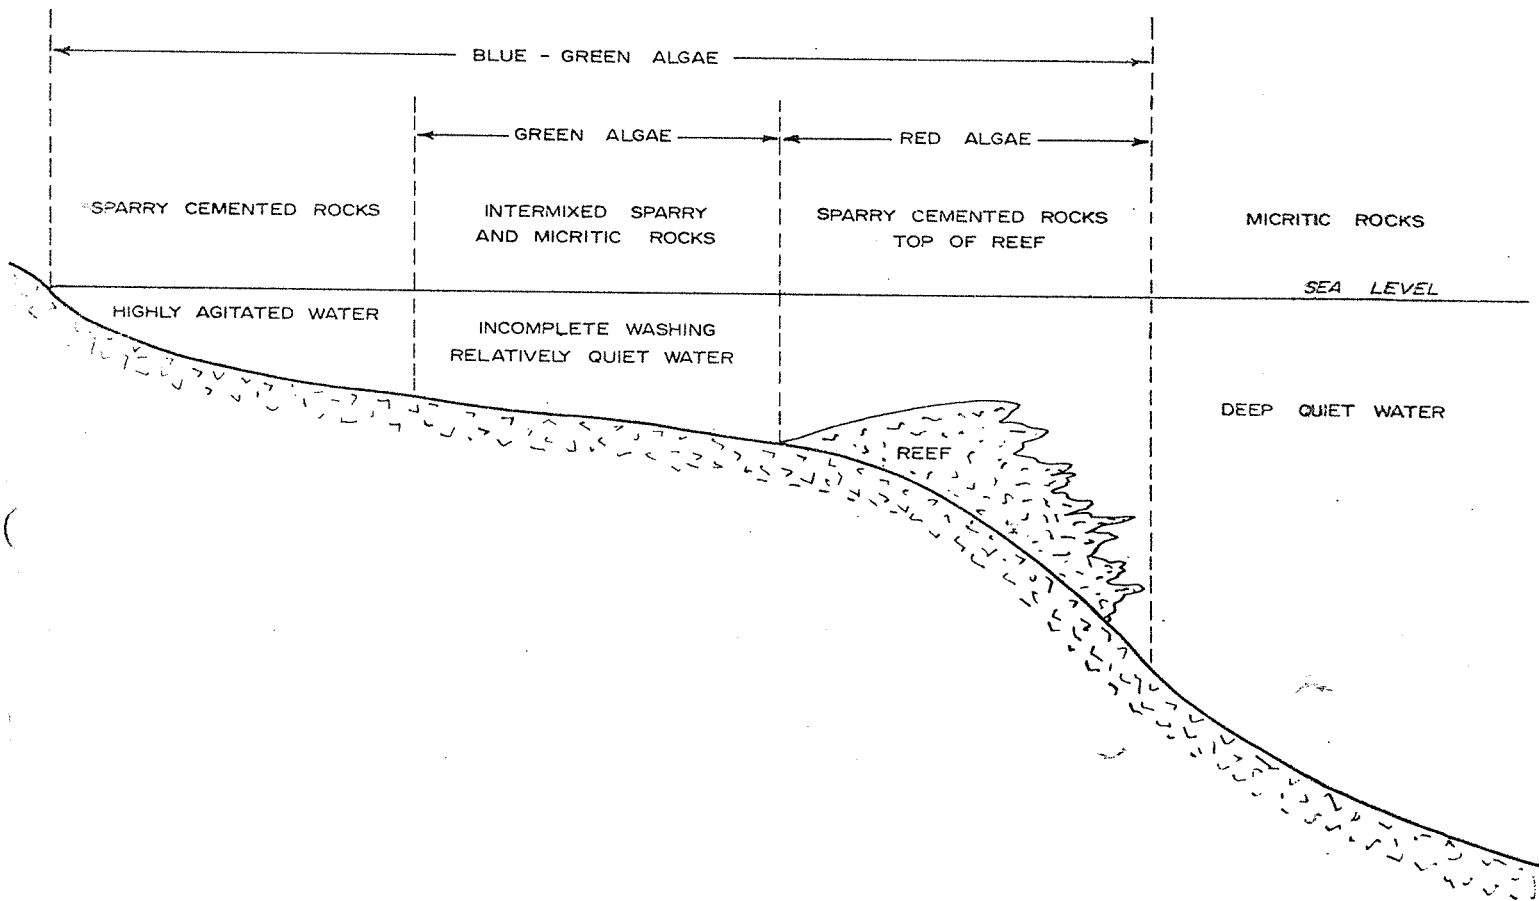 BLUE - GREEN ALGAE
GREEN ALGAE
RED ALGAE
SPARRY CEMENTED ROCKS
INTERMIXED SPARRY
AND MICRITIC ROCKS
SPARRY CEMENTED ROCKS
TOP OF REEF
MICRITIC ROCKS
SEA LEVEL
HIGHLY AGITATED WATER
INCOMPLETE WASHING
RELATIVELY QUIET WATER
DEEP QUIET WATER
REEF